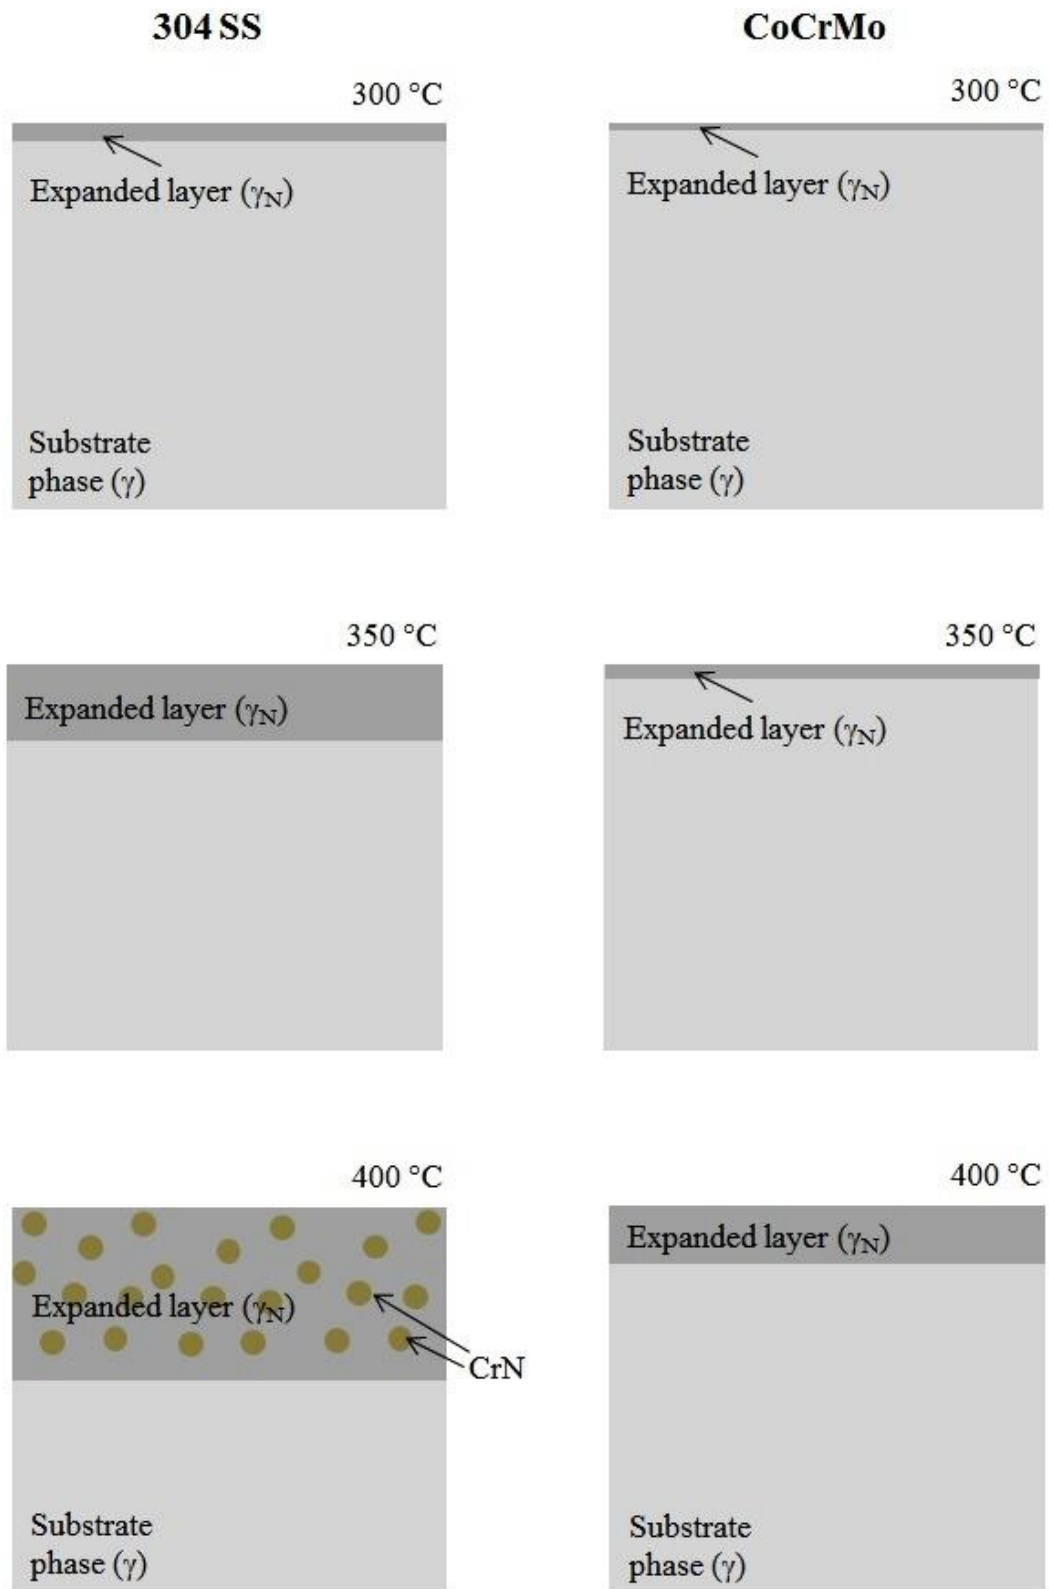 304 SS
CoCrMo
300 °C
Expanded layer (γN)
Substrate
phase (γ)
300 °C
Expanded layer (γN)
Substrate
phase (γ)
350 °C
Expanded layer (γN)
350 °C
Expanded layer (γN)
400 °C
Expanded layer (γN)
CrN
Substrate
phase (γ)
400 °C
Expanded layer (γN)
Substrate
phase (γ)